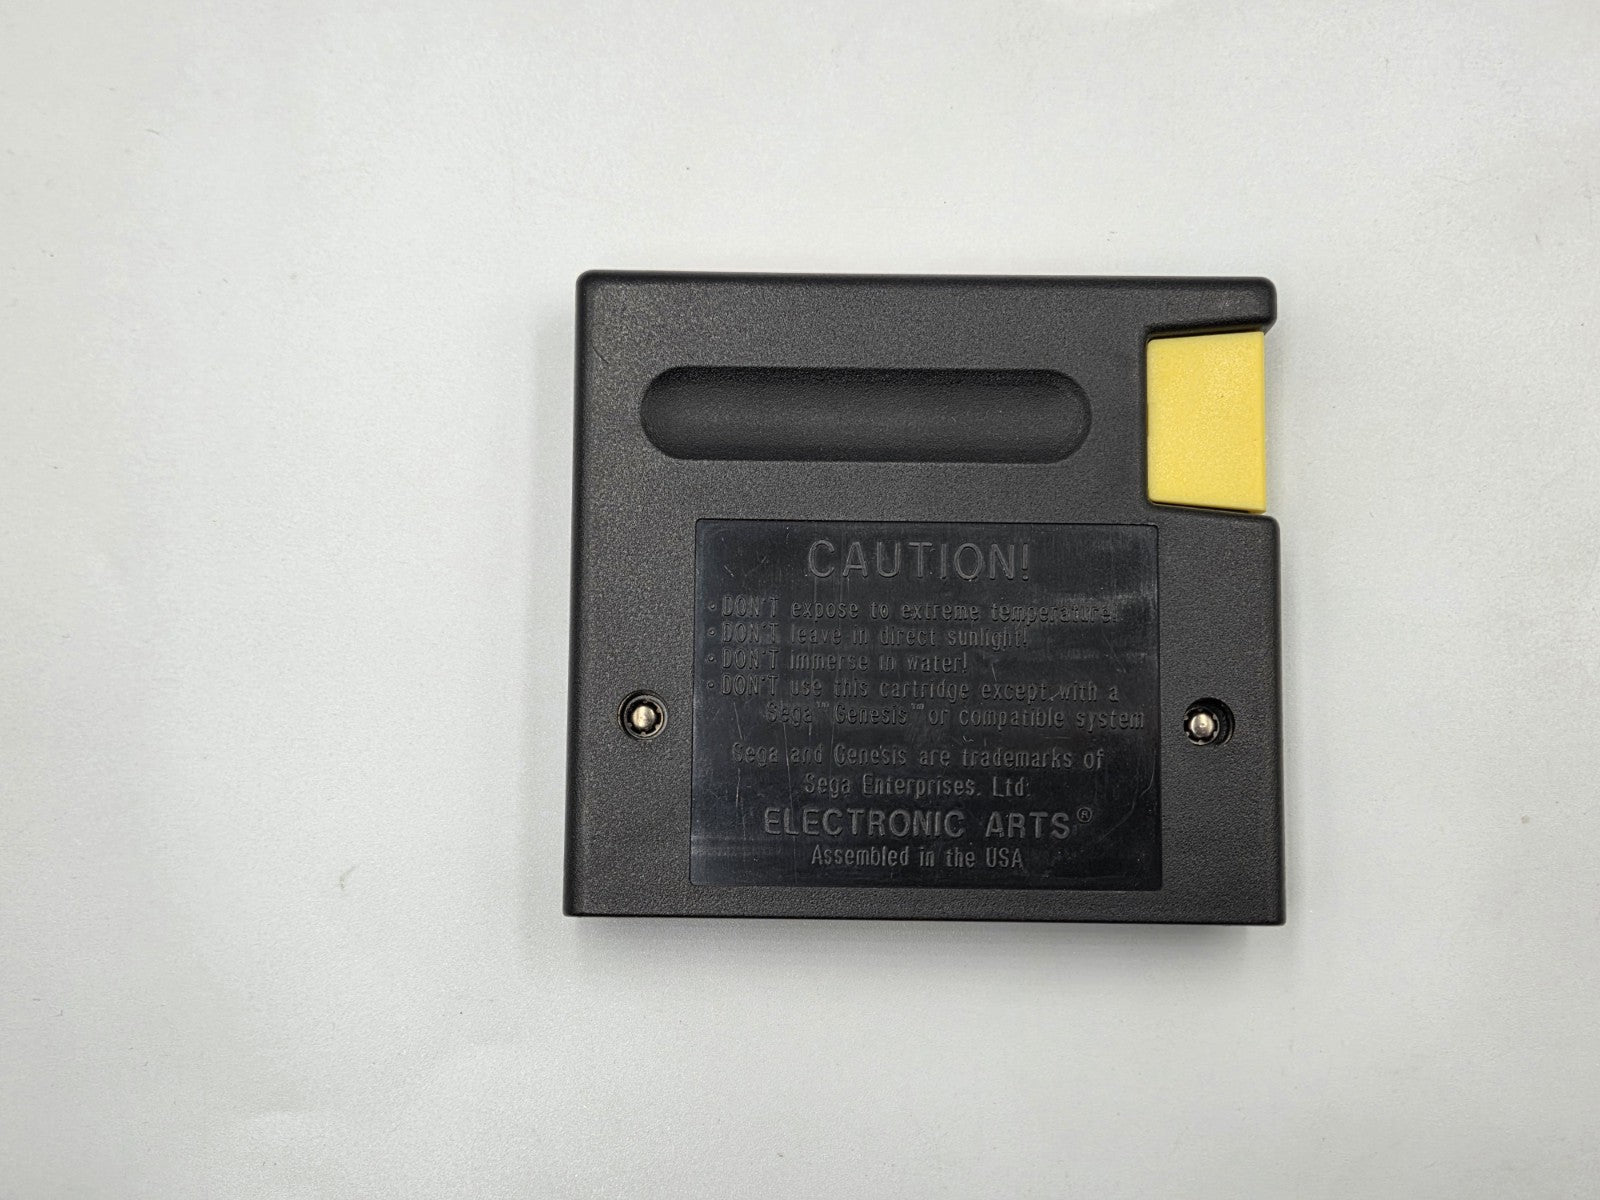 CAUTION!
• DON'T expose to extreme temperature.
• DON'T leave in direct sunlight!
• DON'T immerse in water!
• DON'T use this cartridge except with a
Sega™ Genesis™ or compatible system
Sega and Genesis are trademarks of
Sega Enterprises, Ltd.
ELECTRONIC ARTS®
Assembled in the USA